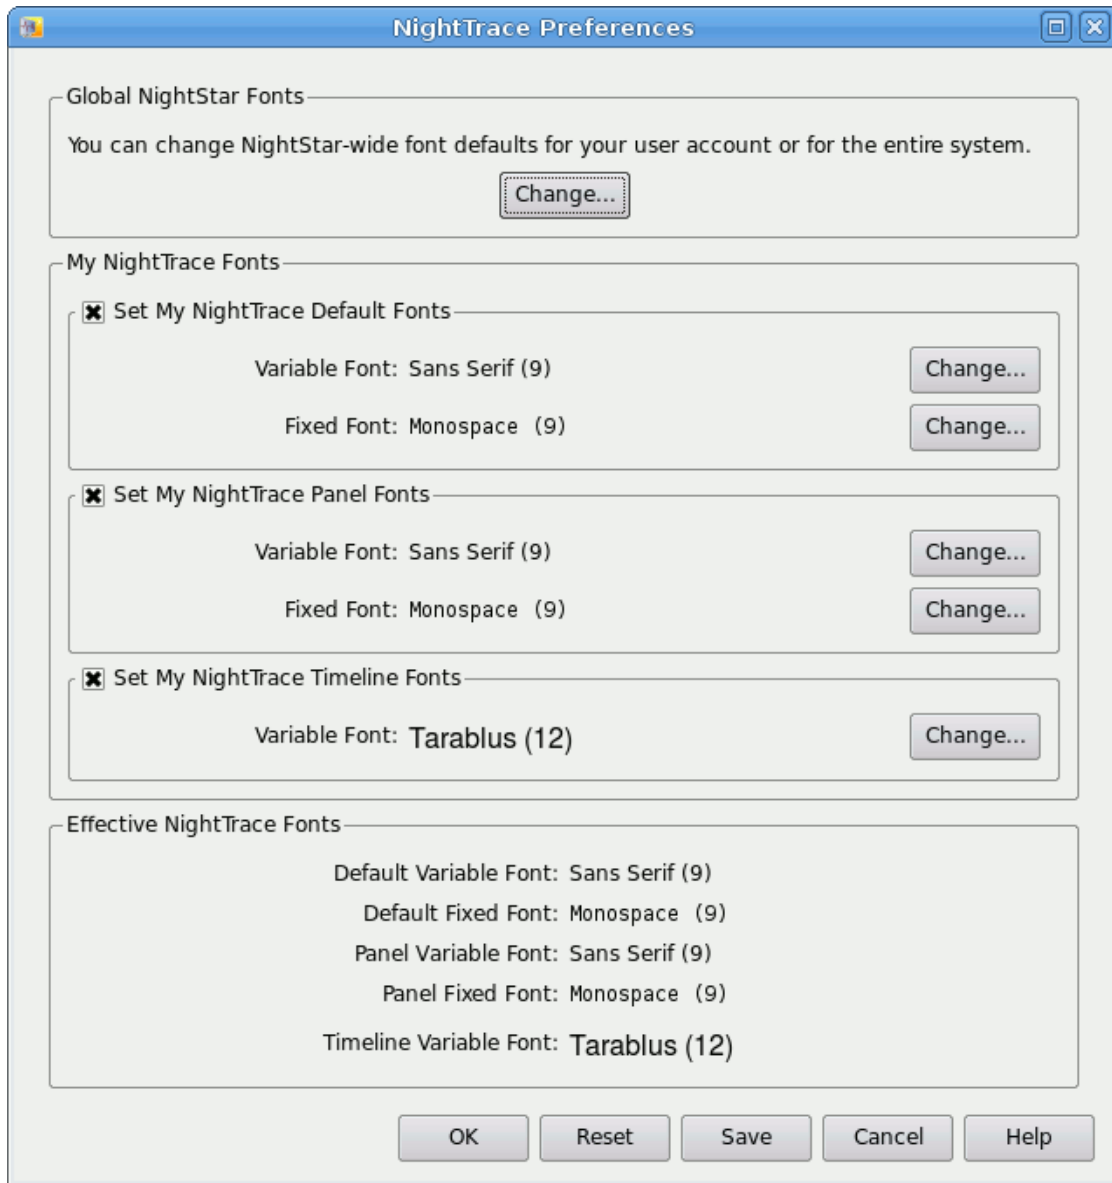 NightTrace Preferences
Global NightStar Fonts
You can change NightStar-wide font defaults for your user account or for the entire system.
Change...
My NightTrace Fonts
Set My NightTrace Default Fonts
Variable Font: Sans Serif (9) Change...
Fixed Font: Monospace (9) Change...
Set My NightTrace Panel Fonts
Variable Font: Sans Serif (9) Change...
Fixed Font: Monospace (9) Change...
Set My NightTrace Timeline Fonts
Variable Font: Tarablus (12) Change...
Effective NightTrace Fonts
Default Variable Font: Sans Serif (9)
Default Fixed Font: Monospace (9)
Panel Variable Font: Sans Serif (9)
Panel Fixed Font: Monospace (9)
Timeline Variable Font: Tarablus (12)
OK Reset Save Cancel Help